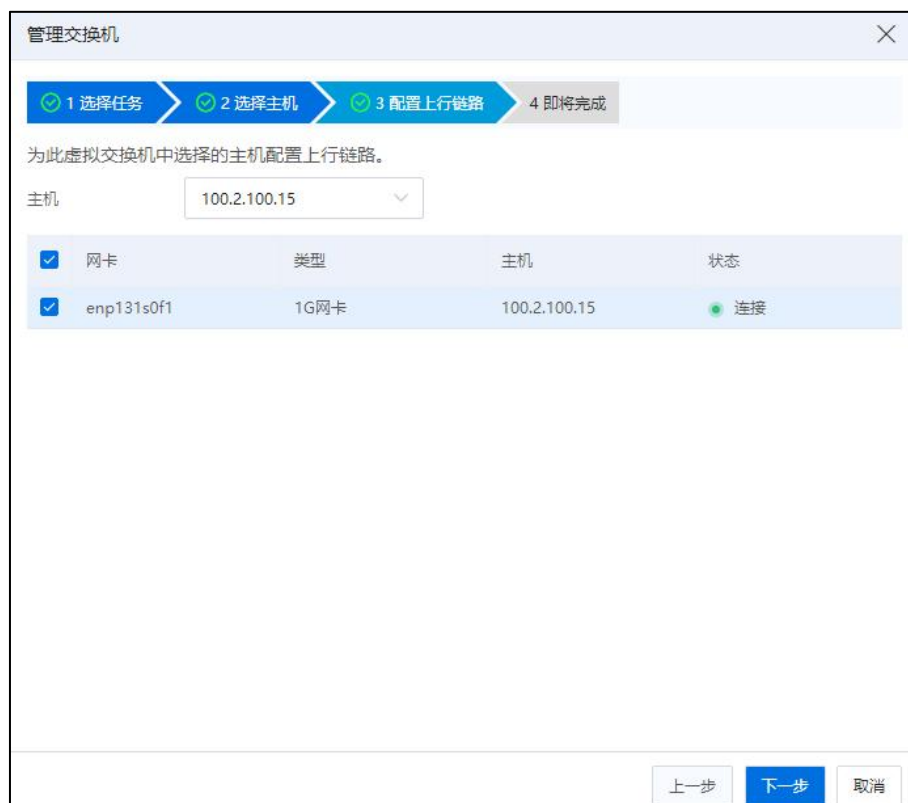 管理交换机
1 选择任务 2 选择主机 3 配置上行链路 4 即将完成
为此虚拟交换机中选择的主机配置上行链路。
主机 100.2.100.15
网卡 类型 主机 状态
enp131s0f1 1G网卡 100.2.100.15 连接
上一步 下一步 取消